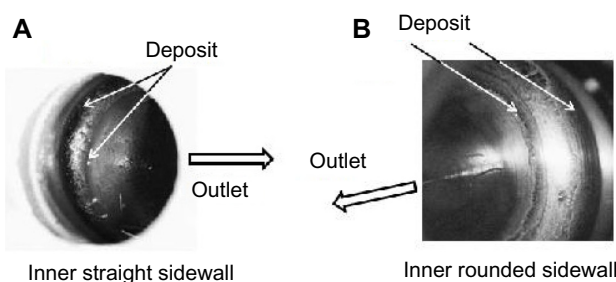 A
Deposit
Outlet
Inner straight sidewall
B
Deposit
Outlet
Inner rounded sidewall